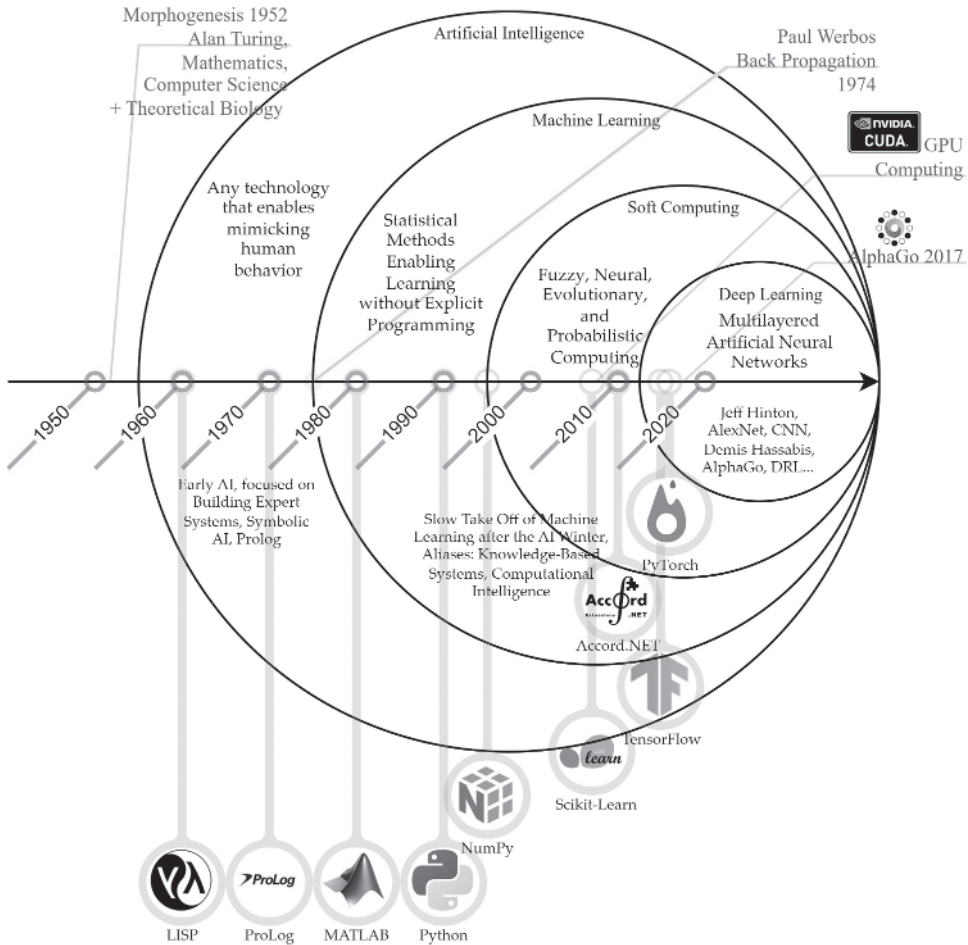 Morphogenesis 1952
Alan Turing,
Mathematics,
Computer Science
+ Theoretical Biology
Artificial Intelligence
Paul Werbos
Back Propagation
1974
Machine Learning
NVIDIA.
CUDA.
GPU
Computing
Any technology
that enables
mimicking
human
behavior
Statistical
Methods
Enabling
Learning
without Explicit
Programming
Soft Computing
AlphaGo 2017
Fuzzy, Neural,
Evolutionary,
and
Probabilistic
Computing
Deep Learning
Multilayered
Artificial Neural
Networks
1950
1960
1970
1980
1990
2000
2010
2020
Jeff Hinton,
AlexNet, CNN,
Demis Hassabis,
AlphaGo, DRL...
Early AI, focused on
Building Expert
Systems, Symbolic
AI, Prolog
Slow Take Off of Machine
Learning after the AI Winter,
Aliases: Knowledge-Based
Systems, Computational
Intelligence
PyTorch
Accord
Extensions .NET
Accord.NET
TensorFlow
learn
Scikit-Learn
NumPy
ProLog
LISP
ProLog
MATLAB
Python